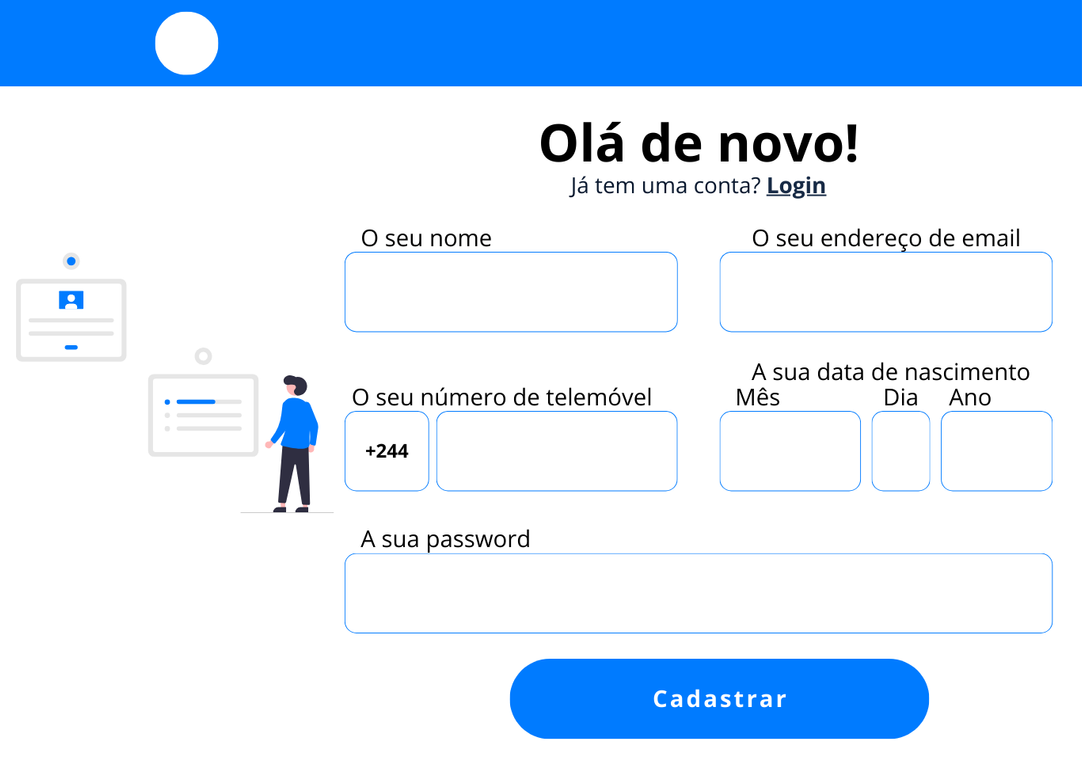 Olá de novo!
Já tem uma conta? Login
O seu nome
O seu endereço de email
O seu número de telemóvel
+244
A sua data de nascimento
Mês Dia Ano
A sua password
Cadastrar